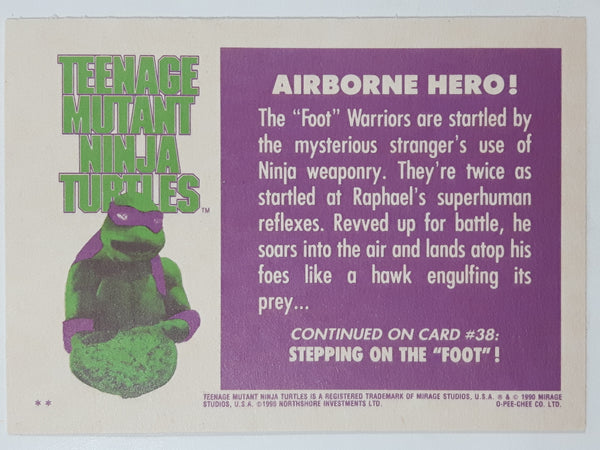 TEENAGE
MUTANT
NINJA
TURTLES™
AIRBORNE HERO!
The "Foot" Warriors are startled by
the mysterious stranger's use of
Ninja weaponry. They're twice as
startled at Raphael's superhuman
reflexes. Revved up for battle, he
soars into the air and lands atop his
foes like a hawk engulfing its
prey...
CONTINUED ON CARD #38:
STEPPING ON THE "FOOT"!
**
TEENAGE MUTANT NINJA TURTLES IS A REGISTERED TRADEMARK OF MIRAGE STUDIOS, U.S.A. ® & © 1990 MIRAGE
STUDIOS, U.S.A. ©1990 NORTHSHORE INVESTMENTS LTD. O-PEE-CHEE CO. LTD.